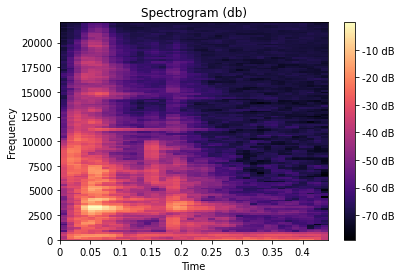 Spectrogram (db)
20000
17500
15000
12500
10000
7500
5000
2500
0
Frequency
0
0.05
0.1
0.15
0.2
0.25
0.3
0.35
0.4
Time
-10 dB
-20 dB
-30 dB
-40 dB
-50 dB
-60 dB
-70 dB